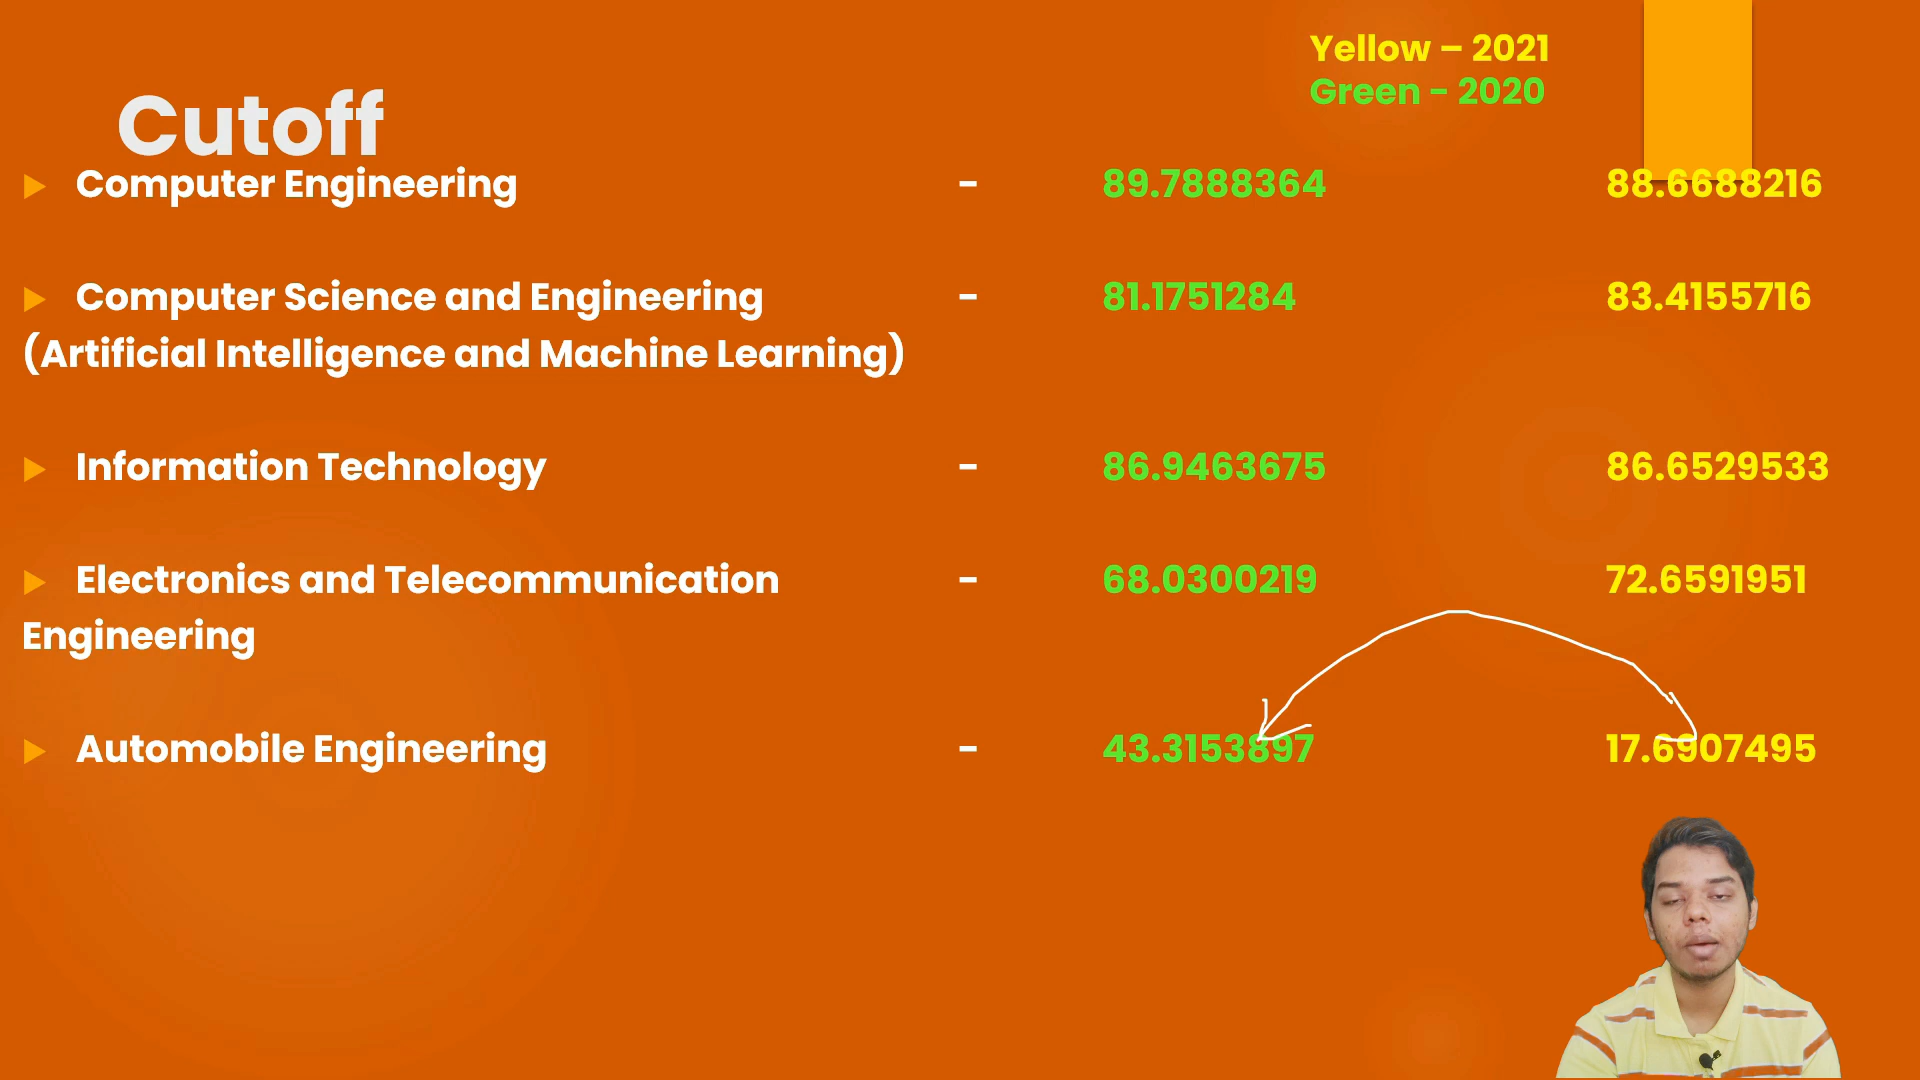 Yellow – 2021
Green - 2020
Cutoff
Computer Engineering - 89.7888364 88.6688216
Computer Science and Engineering - 81.1751284 83.4155716
(Artificial Intelligence and Machine Learning)
Information Technology - 86.9463675 86.6529533
Electronics and Telecommunication - 68.0300219 72.6591951
Engineering
Automobile Engineering - 43.3153897 17.6907495